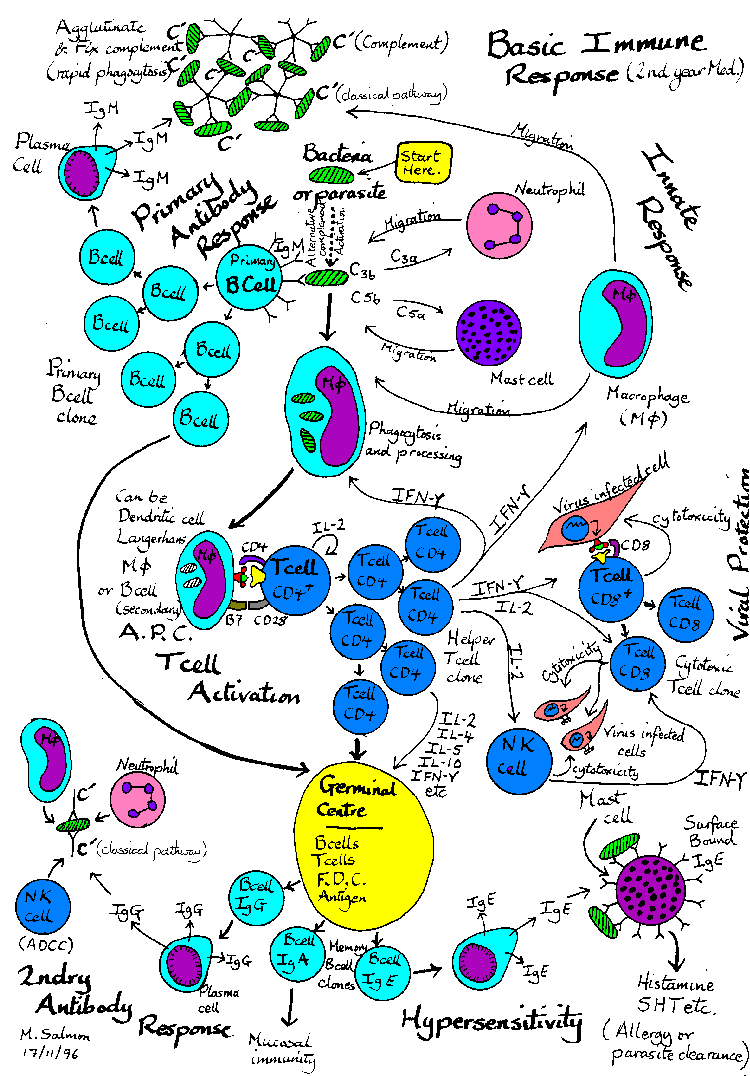 Basic Immune
Response (2nd year Med.)
Agglutinate
& Fix complement
(rapid phagocytosis)
C'
C'
C'
C'
C' (Complement)
C' (classical pathway)
IgM
IgM
IgM
Plasma
Cell
Primary
Antibody
Response
Bacteria
or parasite
Start
Here.
Alternative
Complement
Activation
IgM
Primary
B Cell
Bcell
Bcell
Bcell
Bcell
Bcell
Bcell
Primary
Bcell
clone
C3b
C5b
C3a
C5a
Migration
Migration
Migration
Migration
Neutrophil
Mast cell
Innate
Response
MΦ
Macrophage
(MΦ)
MΦ
Phagocytosis
and processing
IFN-γ
IFN-γ
Can be
Dendritic cell
Langerhans
MΦ
or Bcell
(secondary)
A.P.C.
MΦ
CD4
B7
CD28
IL-2
Tcell
CD4+
Tcell
CD4
Tcell
CD4
Tcell
CD4
Tcell
CD4
Tcell
CD4
Tcell
CD4
Helper
Tcell
clone
Tcell
Activation
IFN-γ
IL-2
IL-2
Virus infected cell
Cytotoxicity
CD8
Tcell
CD8+
Tcell
CD8
Tcell
CD8
Cytotoxic
Tcell clone
Viral Protection
Cytotoxicity
Virus infected
cells
cytotoxicity
NK
cell
IFN-γ
IL-2
IL-4
IL-5
IL-10
IFN-γ
etc
Germinal
Centre
Bcells
Tcells
F.D.C.
Antigen
MΦ
Neutrophil
C'
C' (classical pathway)
NK
cell
(ADCC)
IgG
IgG
IgG
Plasma
cell
Bcell
IgG
Bcell
IgA
Memory
Bcell
clones
Bcell
IgE
Mucosal
immunity
2ndry
Antibody
Response
M. Salmon
17/11/96
IgE
IgE
IgE
Hypersensitivity
Mast
cell
Surface
Bound
IgE
Histamine
5HT etc.
(Allergy or
parasite clearance)